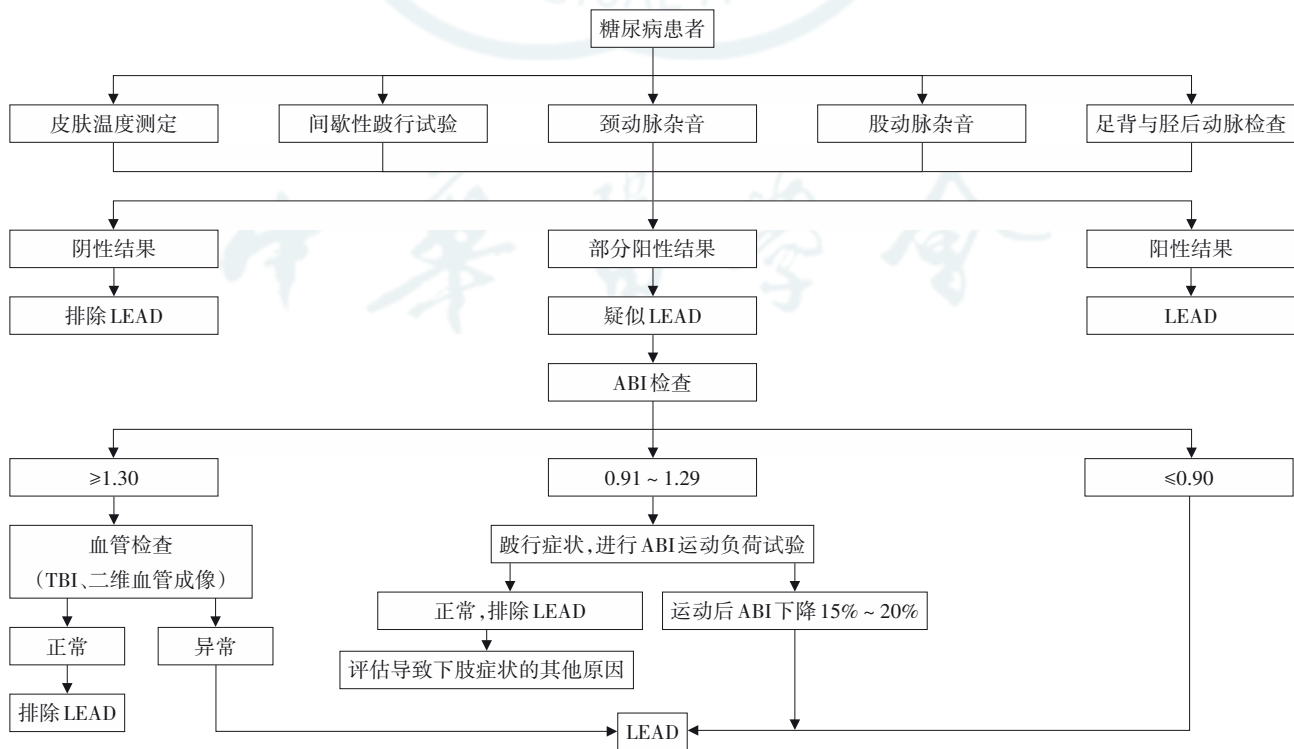 糖尿病患者
皮肤温度测定
间歇性跛行试验
颈动脉杂音
股动脉杂音
足背与胫后动脉检查
阴性结果
部分阳性结果
阳性结果
排除LEAD
疑似LEAD
LEAD
ABI检查
≥1.30
0.91～1.29
≤0.90
血管检查
（TBI、二维血管成像）
跛行症状,进行ABI运动负荷试验
正常
异常
正常,排除LEAD
运动后ABI下降15%～20%
评估导致下肢症状的其他原因
排除LEAD
LEAD